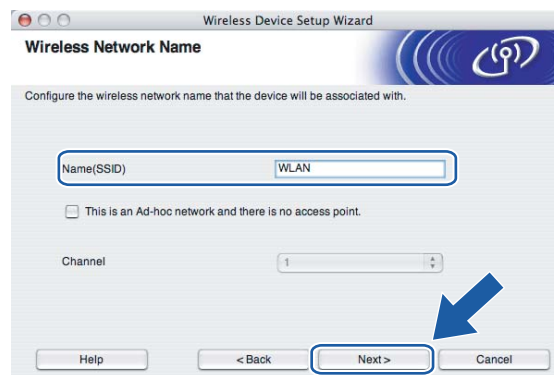 Wireless Device Setup Wizard
Wireless Network Name
Configure the wireless network name that the device will be associated with.
Name(SSID) WLAN
This is an Ad-hoc network and there is no access point.
Channel 1
Help < Back Next > Cancel